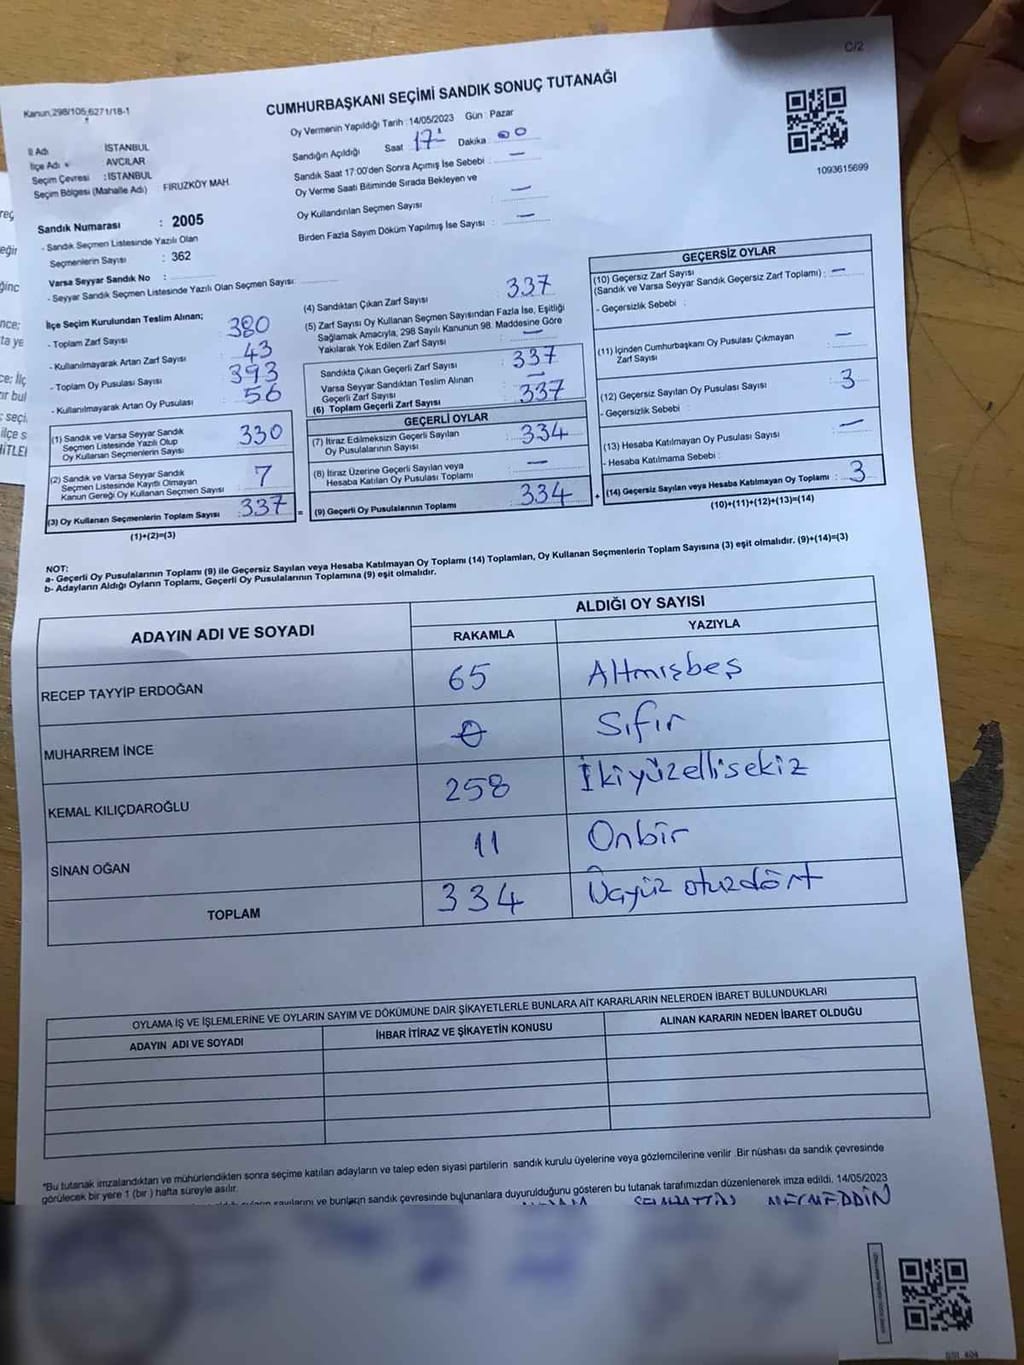 C/2
Kanun,298/105,6271/18-1
CUMHURBAŞKANI SEÇİMİ SANDIK SONUÇ TUTANAĞI
Oy Vermenin Yapıldığı Tarih : 14/05/2023 Gün : Pazar
Sandığın Açıldığı Saat 17 Dakika 00
Sandık Saat 17:00'den Sonra Açımış İse Sebebi : —
Oy Verme Saati Bitiminde Sırada Bekleyen ve
Oy Kullandırılan Seçmen Sayısı : —
Birden Fazla Sayım Döküm Yapılmış İse Sayısı : —
1093615699
İl Adı İSTANBUL
İlçe Adı AVCILAR
Seçim Çevresi : İSTANBUL
Seçim Bölgesi (Mahalle Adı) FİRUZKÖY MAH.
Sandık Numarası : 2005
- Sandık Seçmen Listesinde Yazılı Olan
Seçmenlerin Sayısı : 362
Varsa Seyyar Sandık No :
- Seyyar Sandık Seçmen Listesinde Yazılı Olan Seçmen Sayısı:
İlçe Seçim Kurulundan Teslim Alınan;
- Toplam Zarf Sayısı 380
- Kullanılmayarak Artan Zarf Sayısı 43
- Toplam Oy Pusulası Sayısı 393
- Kullanılmayarak Artan Oy Pusulası 56
(1) Sandık ve Varsa Seyyar Sandık
Seçmen Listesinde Yazılı Olup
Oy Kullanan Seçmenlerin Sayısı 330
(2) Sandık ve Varsa Seyyar Sandık
Seçmen Listesinde Kayıtlı Olmayan
Kanun Gereği Oy Kullanan Seçmen Sayısı 7
(3) Oy Kullanan Seçmenlerin Toplam Sayısı : 337 =
(1)+(2)=(3)
(4) Sandıktan Çıkan Zarf Sayısı 337
(5) Zarf Sayısı Oy Kullanan Seçmen Sayısından Fazla İse, Eşitliği
Sağlamak Amacıyla, 298 Sayılı Kanunun 98. Maddesine Göre
Yakılarak Yok Edilen Zarf Sayısı —
Sandıkta Çıkan Geçerli Zarf Sayısı 337
Varsa Seyyar Sandıktan Teslim Alınan
Geçerli Zarf Sayısı —
(6) Toplam Geçerli Zarf Sayısı 337
GEÇERLİ OYLAR
(7) İtiraz Edilmeksizin Geçerli Sayılan
Oy Pusulalarının Sayısı 334
(8) İtiraz Üzerine Geçerli Sayılan veya
Hesaba Katılan Oy Pusulası Toplamı —
(9) Geçerli Oy Pusulalarının Toplamı 334 +
GEÇERSİZ OYLAR
(10) Geçersiz Zarf Sayısı
(Sandık ve Varsa Seyyar Sandık Geçersiz Zarf Toplamı) : —
- Geçersizlik Sebebi :
(11) İçinden Cumhurbaşkanı Oy Pusulası Çıkmayan
Zarf Sayısı : —
(12) Geçersiz Sayılan Oy Pusulası Sayısı : 3
- Geçersizlik Sebebi :
(13) Hesaba Katılmayan Oy Pusulası Sayısı : —
- Hesaba Katılmama Sebebi :
(14) Geçersiz Sayılan veya Hesaba Katılmayan Oy Toplamı : 3
(10)+(11)+(12)+(13)=(14)
NOT:
a- Geçerli Oy Pusulalarının Toplamı (9) ile Geçersiz Sayılan veya Hesaba Katılmayan Oy Toplamı (14) Toplamları, Oy Kullanan Seçmenlerin Toplam Sayısına (3) eşit olmalıdır. (9)+(14)=(3)
b- Adayların Aldığı Oyların Toplamı, Geçerli Oy Pusulalarının Toplamına (9) eşit olmalıdır.
ADAYIN ADI VE SOYADI ALDIĞI OY SAYISI
RAKAMLA YAZIYLA
RECEP TAYYİP ERDOĞAN 65 Altmışbeş
MUHARREM İNCE 0 Sıfır
KEMAL KILIÇDAROĞLU 258 İkiyüzellisekiz
SİNAN OĞAN 11 Onbir
TOPLAM 334 Üçyüz otuzdört
OYLAMA İŞ VE İŞLEMLERİNE VE OYLARIN SAYIM VE DÖKÜMÜNE DAİR ŞİKAYETLERLE BUNLARA AİT KARARLARIN NELERDEN İBARET BULUNDUKLARI
ADAYIN ADI VE SOYADI İHBAR İTİRAZ VE ŞİKAYETİN KONUSU ALINAN KARARIN NEDEN İBARET OLDUĞU
*Bu tutanak imzalandıktan ve mühürlendikten sonra seçime katılan adayların ve talep eden siyasi partilerin sandık kurulu üyelerine veya gözlemcilerine verilir .Bir nüshası da sandık çevresinde
görülecek bir yere 1 (bir ) hafta süreyle asılır.
sayılarını ve bunların sandık çevresinde bulunanlara duyurulduğunu gösteren bu tutanak tarafımızdan düzenlenerek imza edildi. 14/05/2023
NECMEDDİN